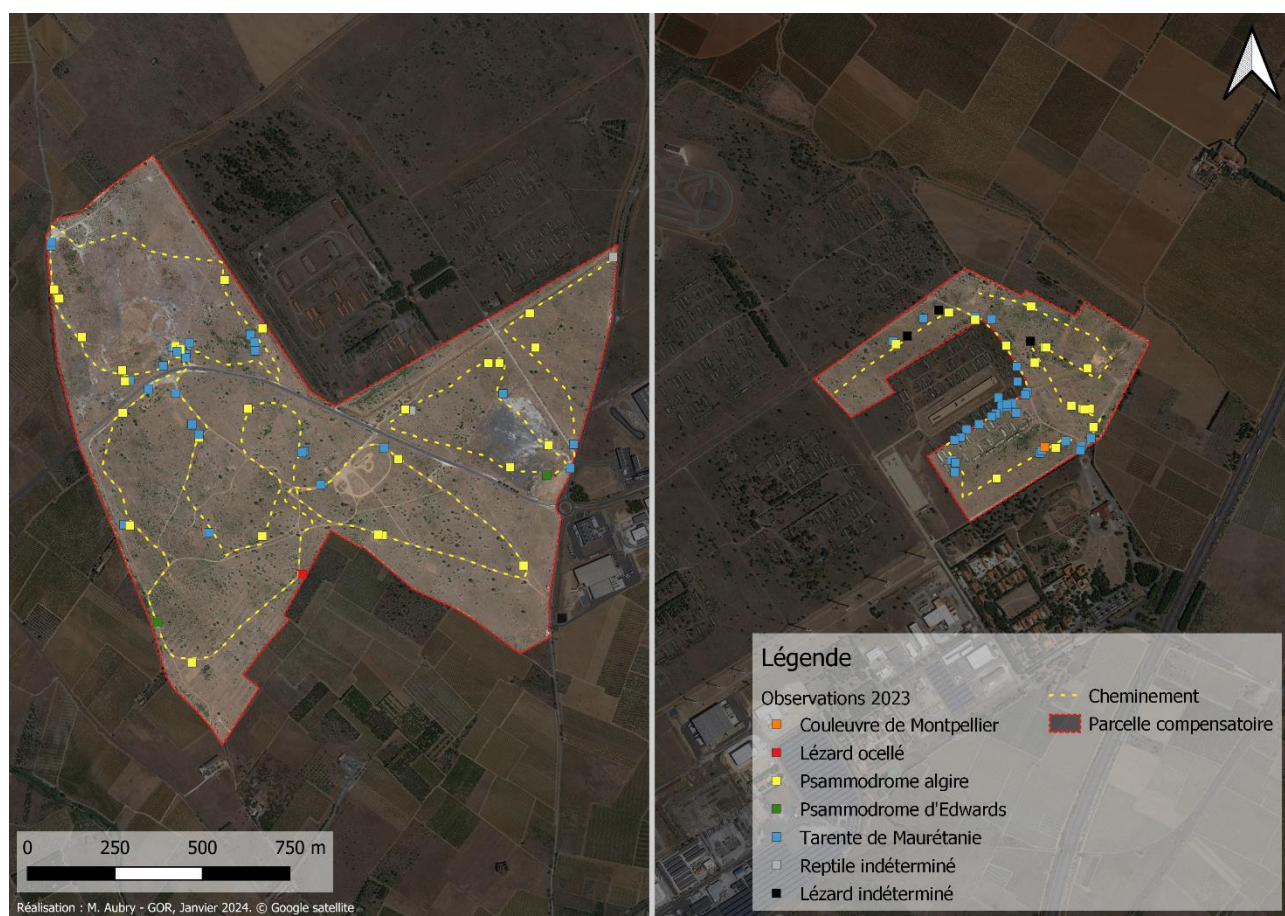 Légende
Observations 2023
Couleuvre de Montpellier
Lézard ocellé
Psammodrome algire
Psammodrome d'Edwards
Tarente de Maurétanie
Reptile indéterminé
Lézard indéterminé
Cheminement
Parcelle compensatoire
0 250 500 750 m
Réalisation : M. Aubry - GOR, Janvier 2024. © Google satellite